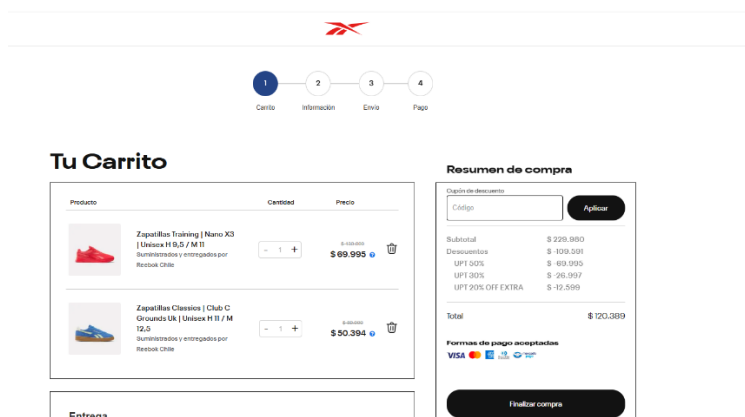 1
2
3
4
Carrito
Información
Envío
Pago
Tu Carrito
Producto
Cantidad
Precio
Zapatillas Training | Nano X3
| Unisex H 9,5 / M 11
Suministrados y entregados por
Reebok Chile
- 1 +
$ 69.995
Zapatillas Classics | Club C
Grounds Uk | Unisex H 11 / M
12,5
Suministrados y entregados por
Reebok Chile
- 1 +
$ 50.394
Entrega
Resumen de compra
Cupón de descuento
Código
Aplicar
Subtotal $ 229.980
Descuentos $ -109.591
UPT 50% $ -69.995
UPT 30% $ -26.997
UPT 20% OFF EXTRA $ -12.599
Total $ 120.389
Formas de pago aceptadas
VISA
Finalizar compra